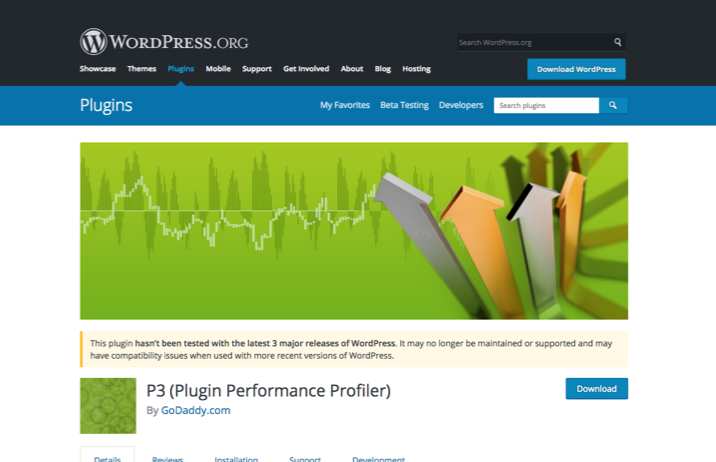 WORDPRESS.ORG
Search WordPress.org
Showcase Themes Plugins Mobile Support Get Involved About Blog Hosting
Download WordPress
Plugins
My Favorites Beta Testing Developers
Search plugins
This plugin hasn't been tested with the latest 3 major releases of WordPress. It may no longer be maintained or supported and may
have compatibility issues when used with more recent versions of WordPress.
P3 (Plugin Performance Profiler)
Download
By GoDaddy.com
Details Reviews Installation Support Development